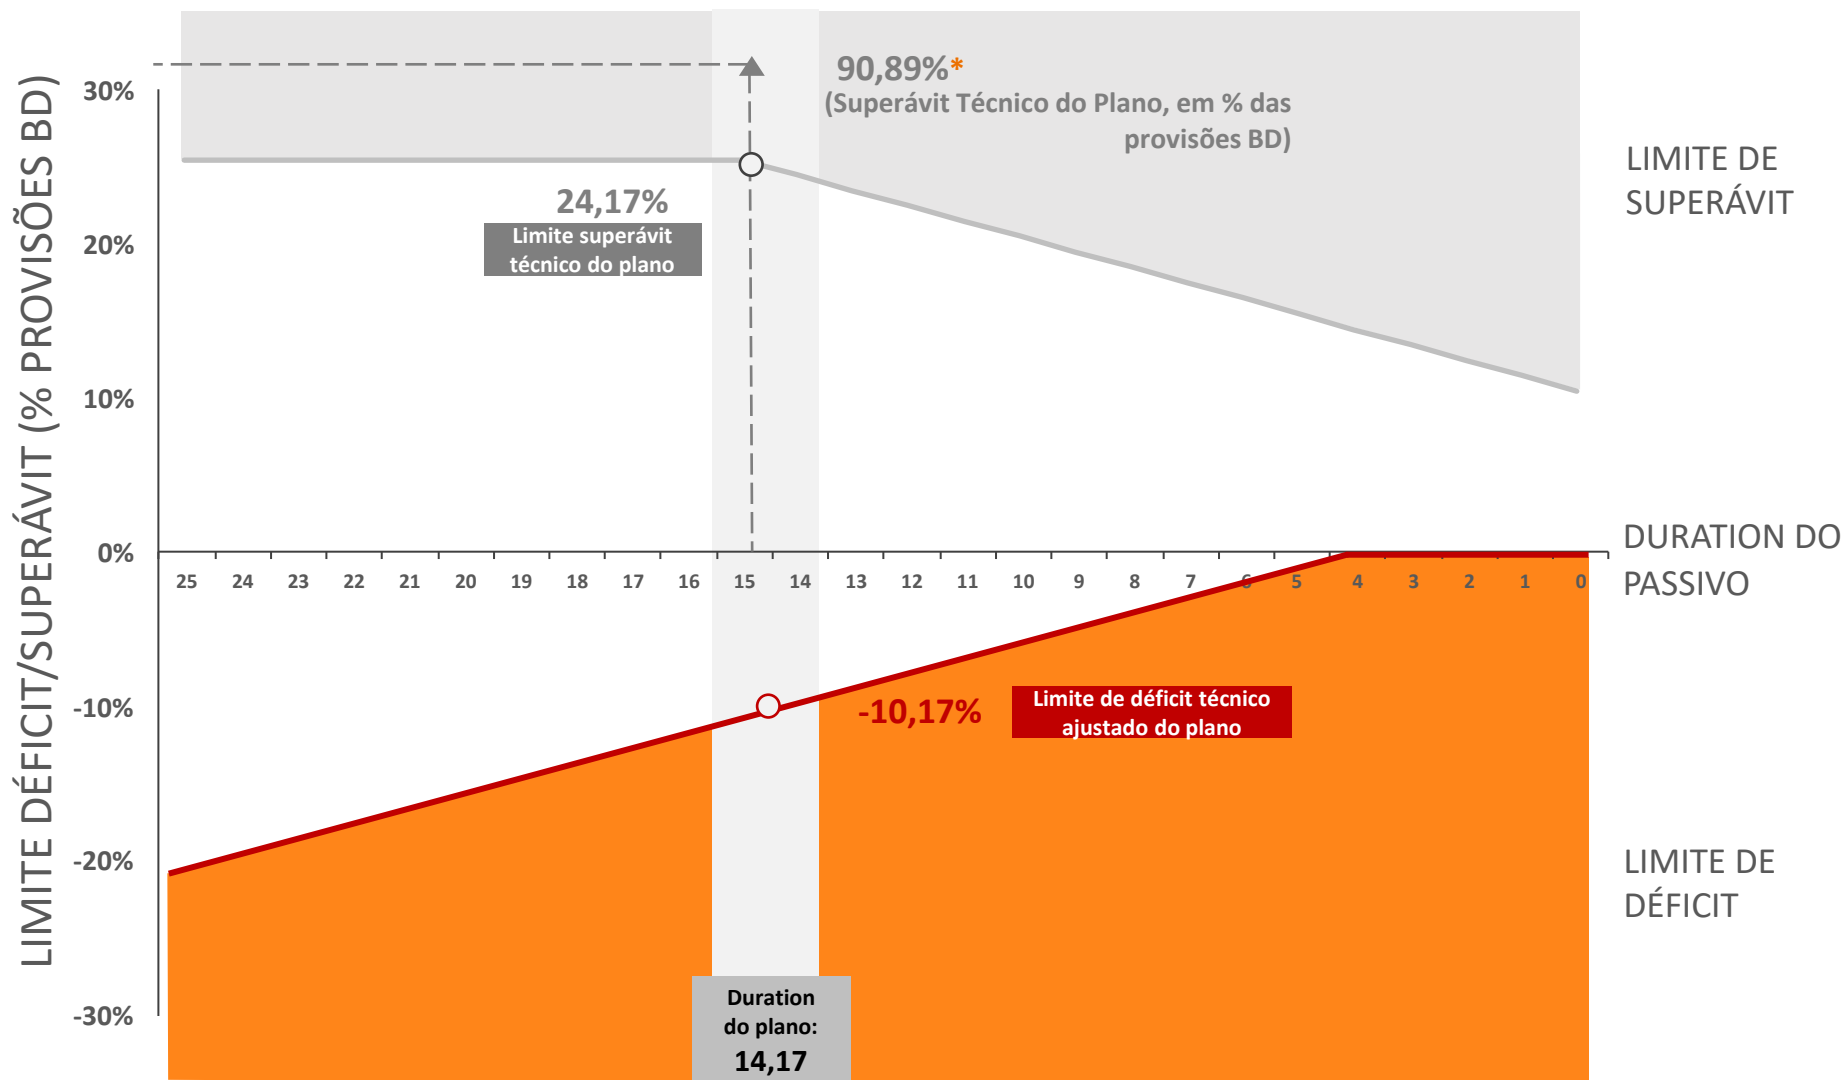 LIMITE DÉFICIT/SUPERÁVIT (% PROVISÕES BD)
30%
20%
10%
0%
-10%
-20%
-30%
90,89%*
(Superávit Técnico do Plano, em % das
provisões BD)
24,17%
Limite superávit
técnico do plano
LIMITE DE
SUPERÁVIT
DURATION DO
PASSIVO
25 24 23 22 21 20 19 18 17 16 15 14 13 12 11 10 9 8 7 6 5 4 3 2 1 0
-10,17%
Limite de déficit técnico
ajustado do plano
LIMITE DE
DÉFICIT
Duration
do plano:
14,17